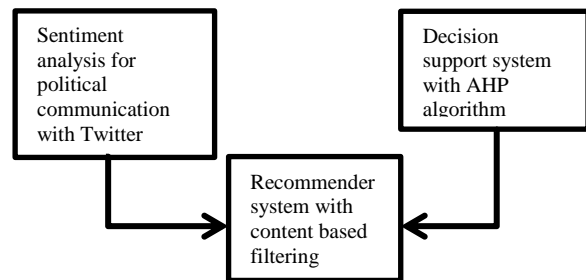 Sentiment
analysis for
political
communication
with Twitter
Decision
support system
with AHP
algorithm
Recommender
system with
content based
filtering